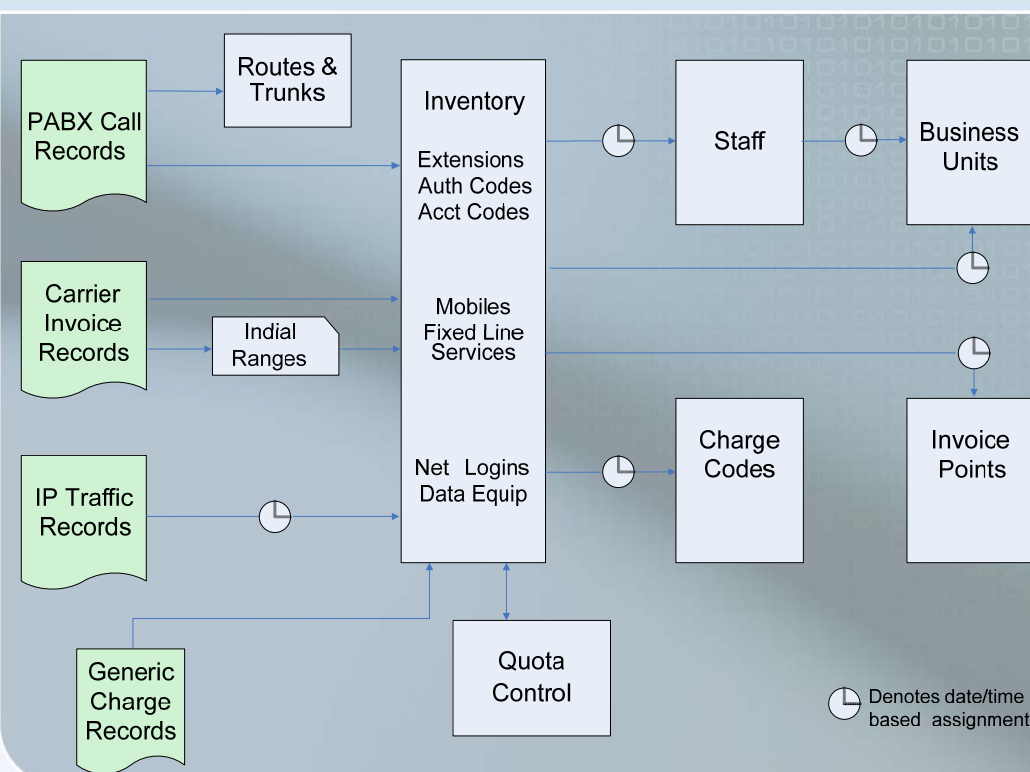 PABX Call
Records
Routes &
Trunks
Inventory
Extensions
Auth Codes
Acct Codes
Mobiles
Fixed Line
Services
Net Logins
Data Equip
Staff
Business
Units
Carrier
Invoice
Records
Indial
Ranges
IP Traffic
Records
Charge
Codes
Invoice
Points
Generic
Charge
Records
Quota
Control
Denotes date/time
based assignment